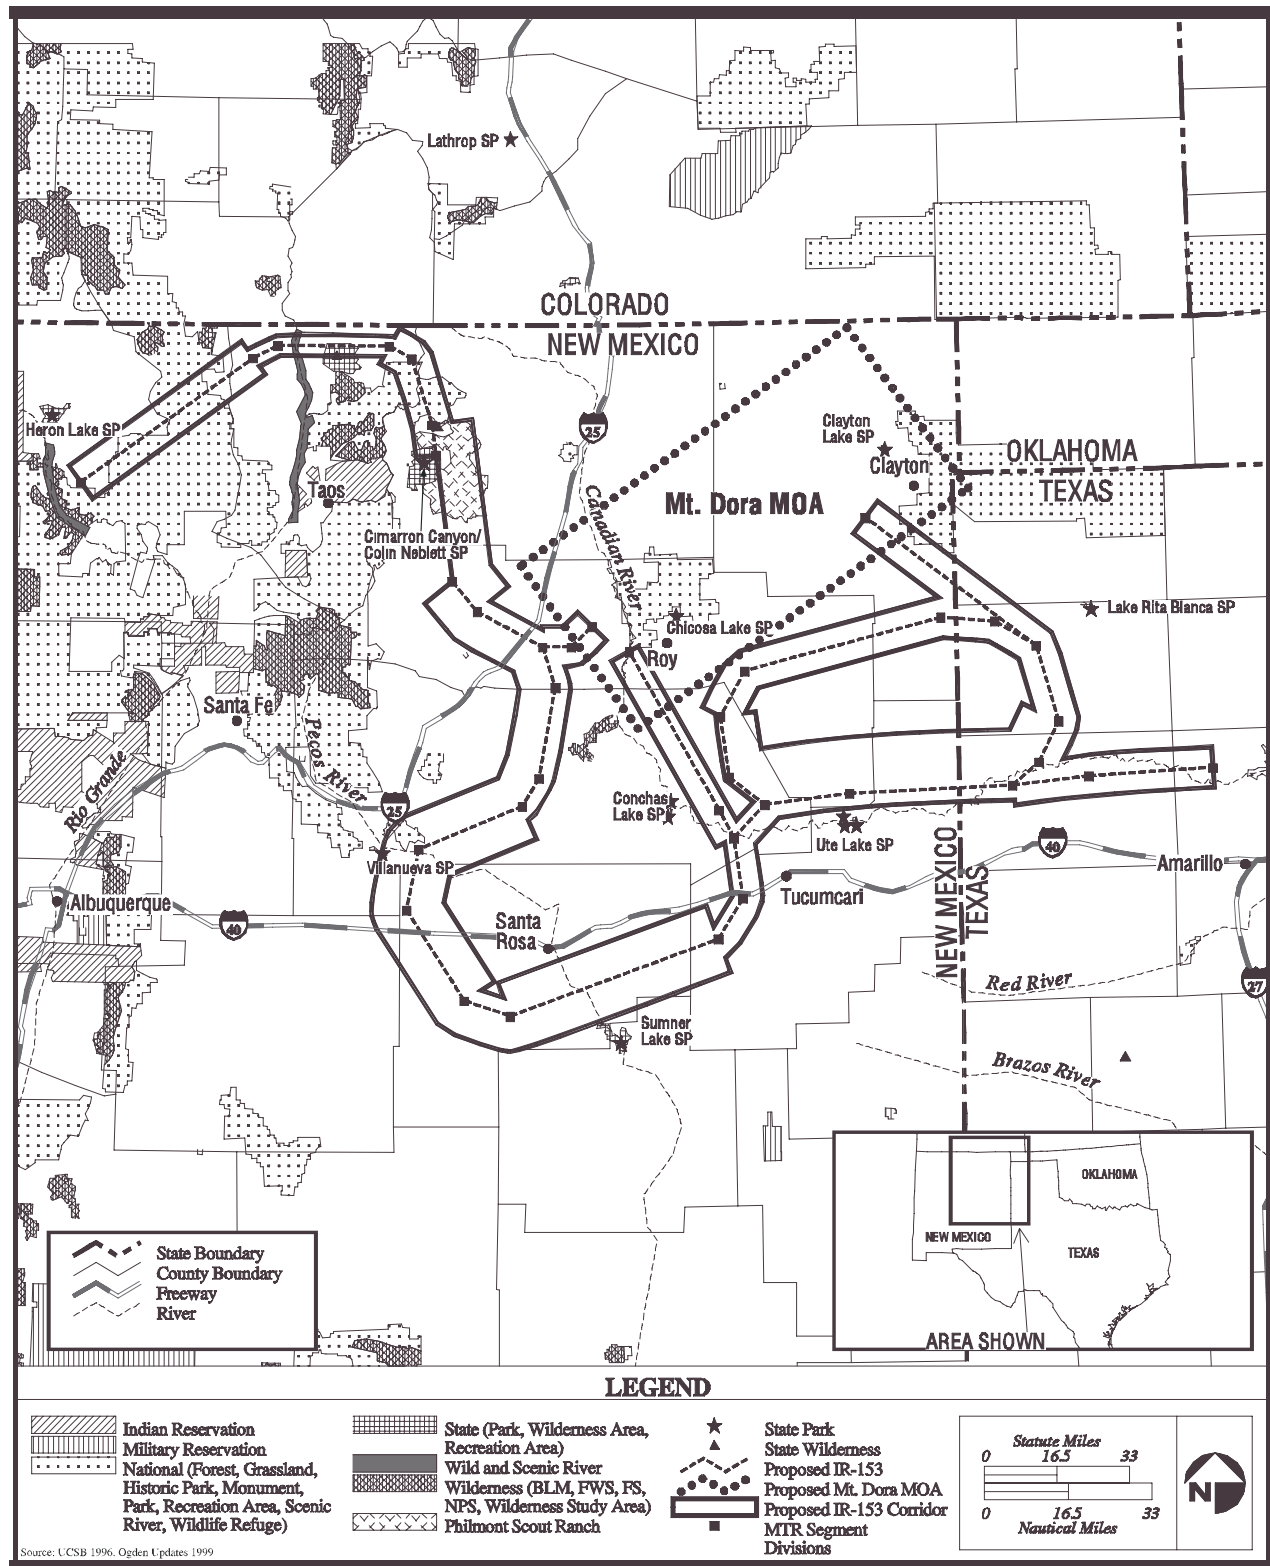 Lathrop SP
COLORADO
NEW MEXICO
Heron Lake SP
25
Clayton
Lake SP
Clayton
OKLAHOMA
TEXAS
Taos
Mt. Dora MOA
Cimarron Canyon/
Colin Neblett SP
Canadian River
Lake Rita Blanca SP
Chicosa Lake SP
Roy
Santa Fe
Pecos River
Rio Grande
25
Conchas
Lake SP
Ute Lake SP
40
Villanueva SP
NEW MEXICO
TEXAS
Amarillo
Albuquerque
Tucumcari
40
Santa
Rosa
Red River
27
Sumner
Lake SP
Brazos River
OKLAHOMA
NEW MEXICO
TEXAS
AREA SHOWN
State Boundary
County Boundary
Freeway
River
LEGEND
Indian Reservation
Military Reservation
National (Forest, Grassland,
Historic Park, Monument,
Park, Recreation Area, Scenic
River, Wildlife Refuge)
State (Park, Wilderness Area,
Recreation Area)
Wild and Scenic River
Wilderness (BLM, FWS, FS,
NPS, Wilderness Study Area)
Philmont Scout Ranch
State Park
State Wilderness
Proposed IR-153
Proposed Mt. Dora MOA
Proposed IR-153 Corridor
MTR Segment
Divisions
Statute Miles
0 16.5 33
0 16.5 33
Nautical Miles
N
Source: UCSB 1996. Ogden Updates 1999